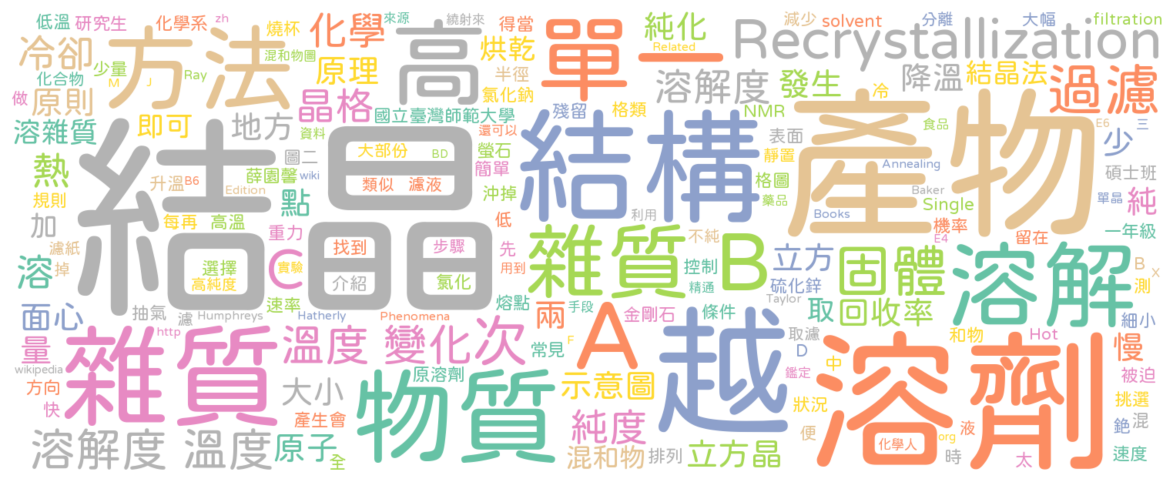 低溫 研究生 化學系 zh 來源 繞射來 得當 減少 solvent 分離 大幅 filtration
冷卻 方法 燒杯 化學 高 單一 純化 Related Recrystallization
混和物圖 烘乾 半徑 溶解度 發生 降溫 結晶法 過濾
化合物 少量 M J Ray 原理 氯化鈉 冷
做 原則 晶格 國立臺灣師範大學 殘留 格類 NMR 表面 食品 E6 三
溶雜質 即可 地方 資料 還可以 結構 產物 少
熱 結晶 圖二 大部份 BD 螢石 簡單 靜置 Annealing
升溫 B6 薛園馨 wiki 類似 濾液 沖掉 格圖 藥品 Baker 碩士班
規則 Edition 點 Single 單晶 純
加 濾紙 每再 高溫 重力 低 利用 Books 機率 E4 留在 一年級
溶 掉 選擇 高純度 C 實驗 找到 步驟 先 用到 雜質 不純 B 立方 固體 溶解 B X
介紹 氯化 控制 精通 硫化鋅 測
面心 抽氣 濾 Humphreys 速率 Hatherly Phenomena 熔點 手段 金剛石 條件 Taylor 取 回收率 細小
量 http 雜質 溫度 變化 次 兩 A 越 取濾 和物 Hot 慢
wikipedia 常見 F D 中 溶劑
方向 大小 原溶劑 物質 示意圖 鑑定 被迫
快 產生會 純度 狀況 挑選
溶解度 溫度 原子 全 混和物 排列 立方晶 便 化學人 org 液 時 太 絕 混 速度